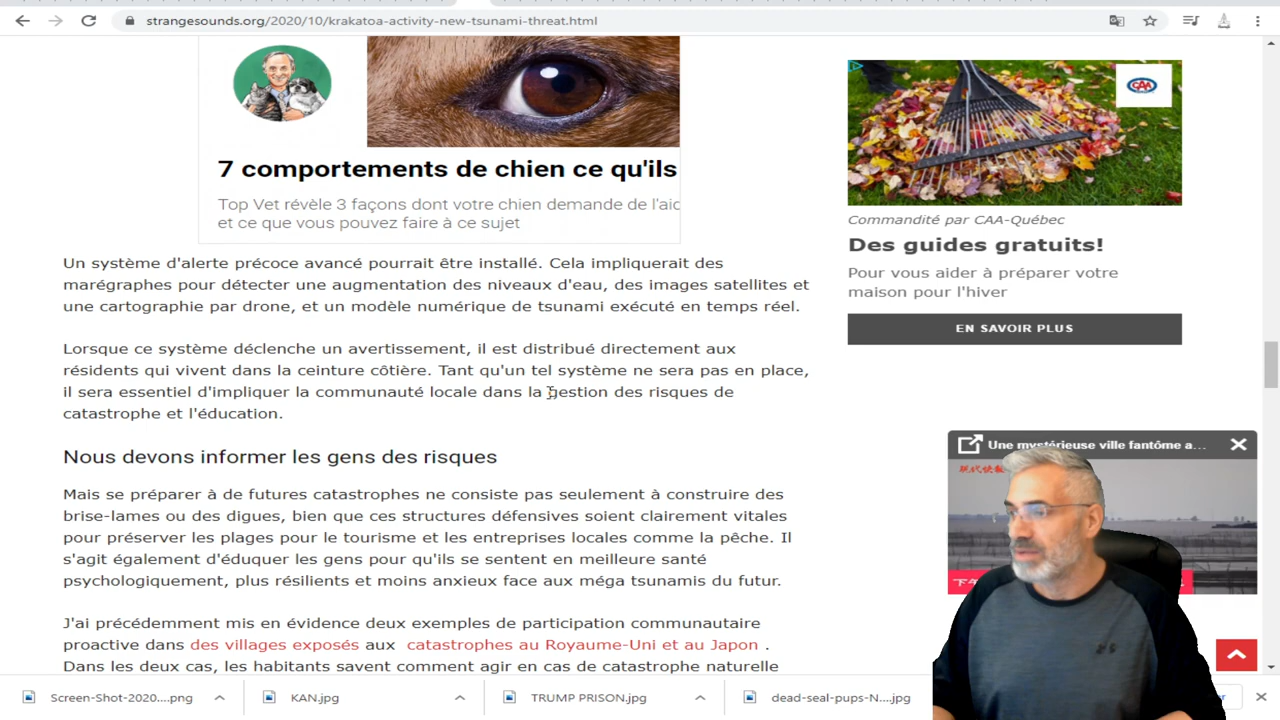 strangesounds.org/2020/10/krakatoa-activity-new-tsunami-threat.html
7 comportements de chien ce qu'ils
Top Vet révèle 3 façons dont votre chien demande de l'aid
et ce que vous pouvez faire à ce sujet
Un système d'alerte précoce avancé pourrait être installé. Cela impliquerait des
marégraphes pour détecter une augmentation des niveaux d'eau, des images satellites et
une cartographie par drone, et un modèle numérique de tsunami exécuté en temps réel.
Lorsque ce système déclenche un avertissement, il est distribué directement aux
résidents qui vivent dans la ceinture côtière. Tant qu'un tel système ne sera pas en place,
il sera essentiel d'impliquer la communauté locale dans la gestion des risques de
catastrophe et l'éducation.
Nous devons informer les gens des risques
Mais se préparer à de futures catastrophes ne consiste pas seulement à construire des
brise-lames ou des digues, bien que ces structures défensives soient clairement vitales
pour préserver les plages pour le tourisme et les entreprises locales comme la pêche. Il
s'agit également d'éduquer les gens pour qu'ils se sentent en meilleure santé
psychologiquement, plus résilients et moins anxieux face aux méga tsunamis du futur.
J'ai précédemment mis en évidence deux exemples de participation communautaire
proactive dans des villages exposés aux catastrophes au Royaume-Uni et au Japon .
Dans les deux cas, les habitants savent comment agir en cas de catastrophe naturelle
CAA
Commandité par CAA-Québec
Des guides gratuits!
Pour vous aider à préparer votre
maison pour l'hiver
EN SAVOIR PLUS
Une mystérieuse ville fantôme a...
现代快报
下午
Screen-Shot-2020....png
KAN.jpg
TRUMP PRISON.jpg
dead-seal-pups-N....jpg